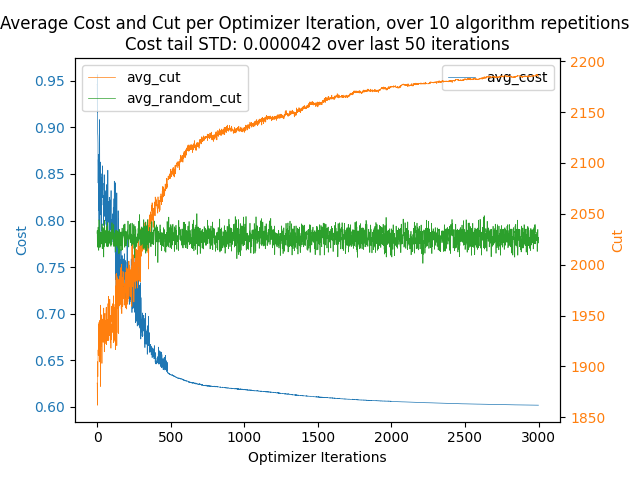 Average Cost and Cut per Optimizer Iteration, over 10 algorithm repetitions
Cost tail STD: 0.000042 over last 50 iterations
avg_cut
avg_random_cut
avg_cost
0.95
0.90
0.85
0.80
0.75
0.70
0.65
0.60
Cost
2200
2150
2100
2050
2000
1950
1900
1850
Cut
0 500 1000 1500 2000 2500 3000
Optimizer Iterations